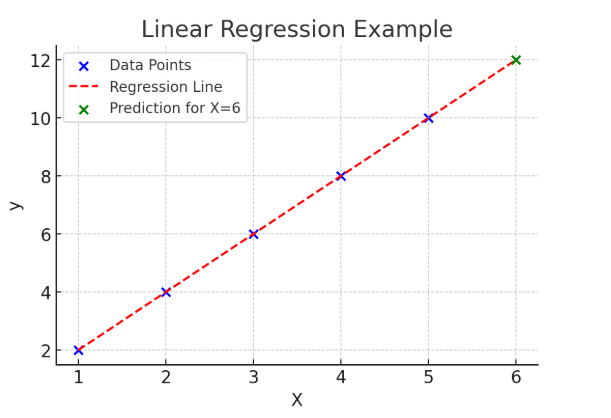 Linear Regression Example
Data Points
Regression Line
Prediction for X=6
12
10
8
6
4
2
y
1 2 3 4 5 6
X